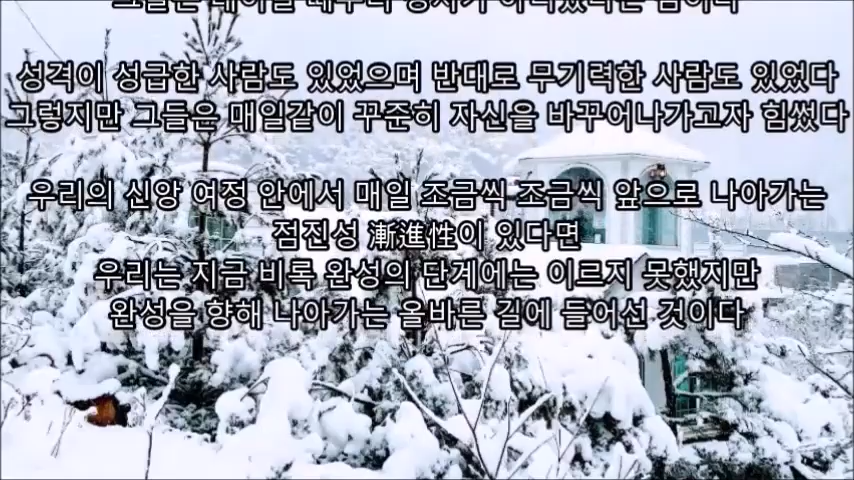 성격이 성급한 사람도 있었으며 반대로 무기력한 사람도 있었다
그렇지만 그들은 매일같이 꾸준히 자신을 바꾸어나가고자 힘썼다
우리의 신앙 여정 안에서 매일 조금씩 조금씩 앞으로 나아가는
점진성 漸進性이 있다면
우리는 지금 비록 완성의 단계에는 이르지 못했지만
완성을 향해 나아가는 올바른 길에 들어선 것이다